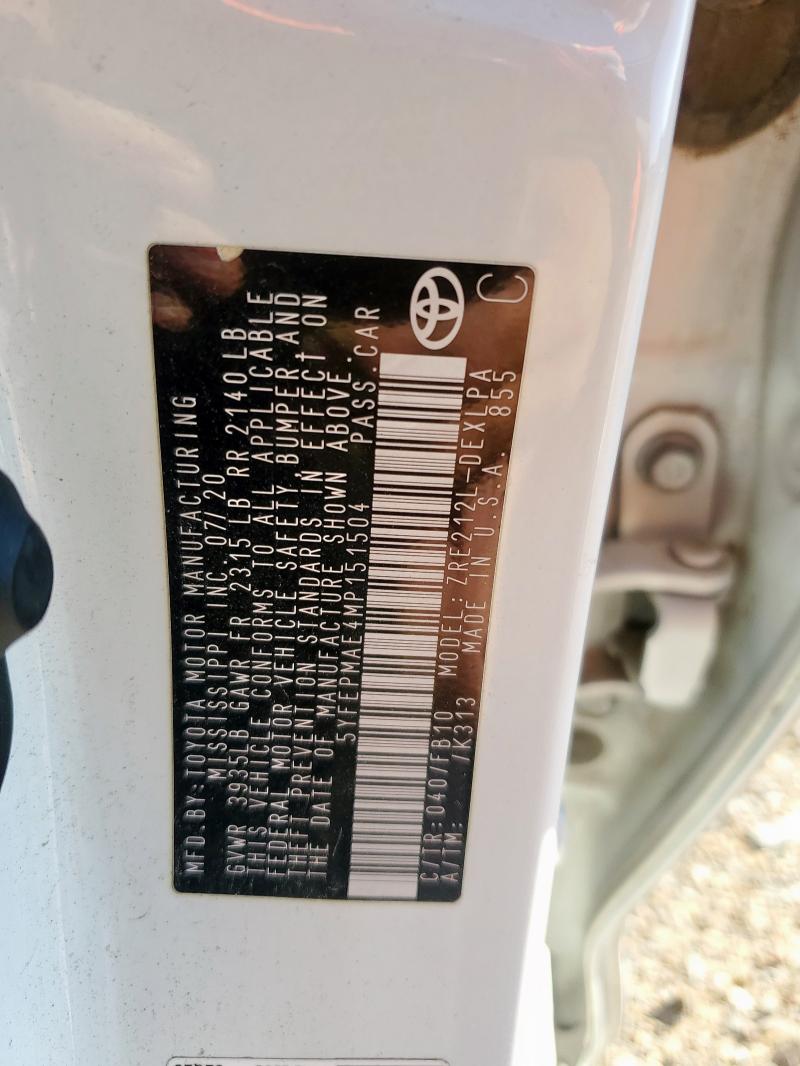 MFD.BY:TOYOTA MOTOR MANUFACTURING
MISSISSIPPI INC.07/20
GVWR 3935LB GAWR FR 2315 LB RR 2140LB
THIS VEHICLE CONFORMS TO ALL APPLICABLE
FEDERAL MOTOR VEHICLE SAFETY, BUMPER AND
THEFT PREVENTION STANDARDS IN EFFECT ON
THE DATE OF MANUFACTURE SHOWN ABOVE.
5YFEPMAE4MP151504 PASS.CAR
C/TR:040/FB10 MODEL:ZRE212L-DEXLPA
A/TM: /K313 MADE IN U.S.A. 855
C